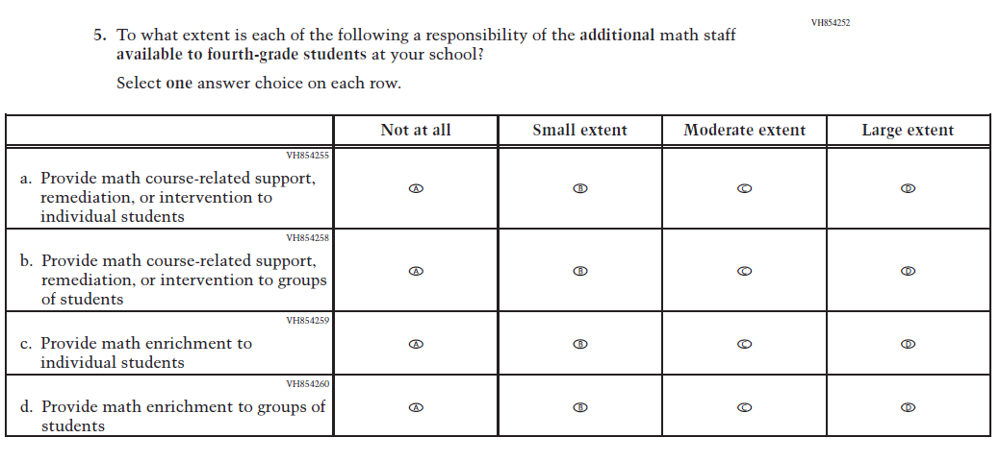 VH854252
5. To what extent is each of the following a responsibility of the additional math staff
available to fourth-grade students at your school?
Select one answer choice on each row.
Not at all Small extent Moderate extent Large extent
VH854255
a. Provide math course-related support,
remediation, or intervention to
individual students
A B C D
VH854258
b. Provide math course-related support,
remediation, or intervention to groups
of students
A B C D
VH854259
c. Provide math enrichment to
individual students
A B C D
VH854260
d. Provide math enrichment to groups of
students
A B C D